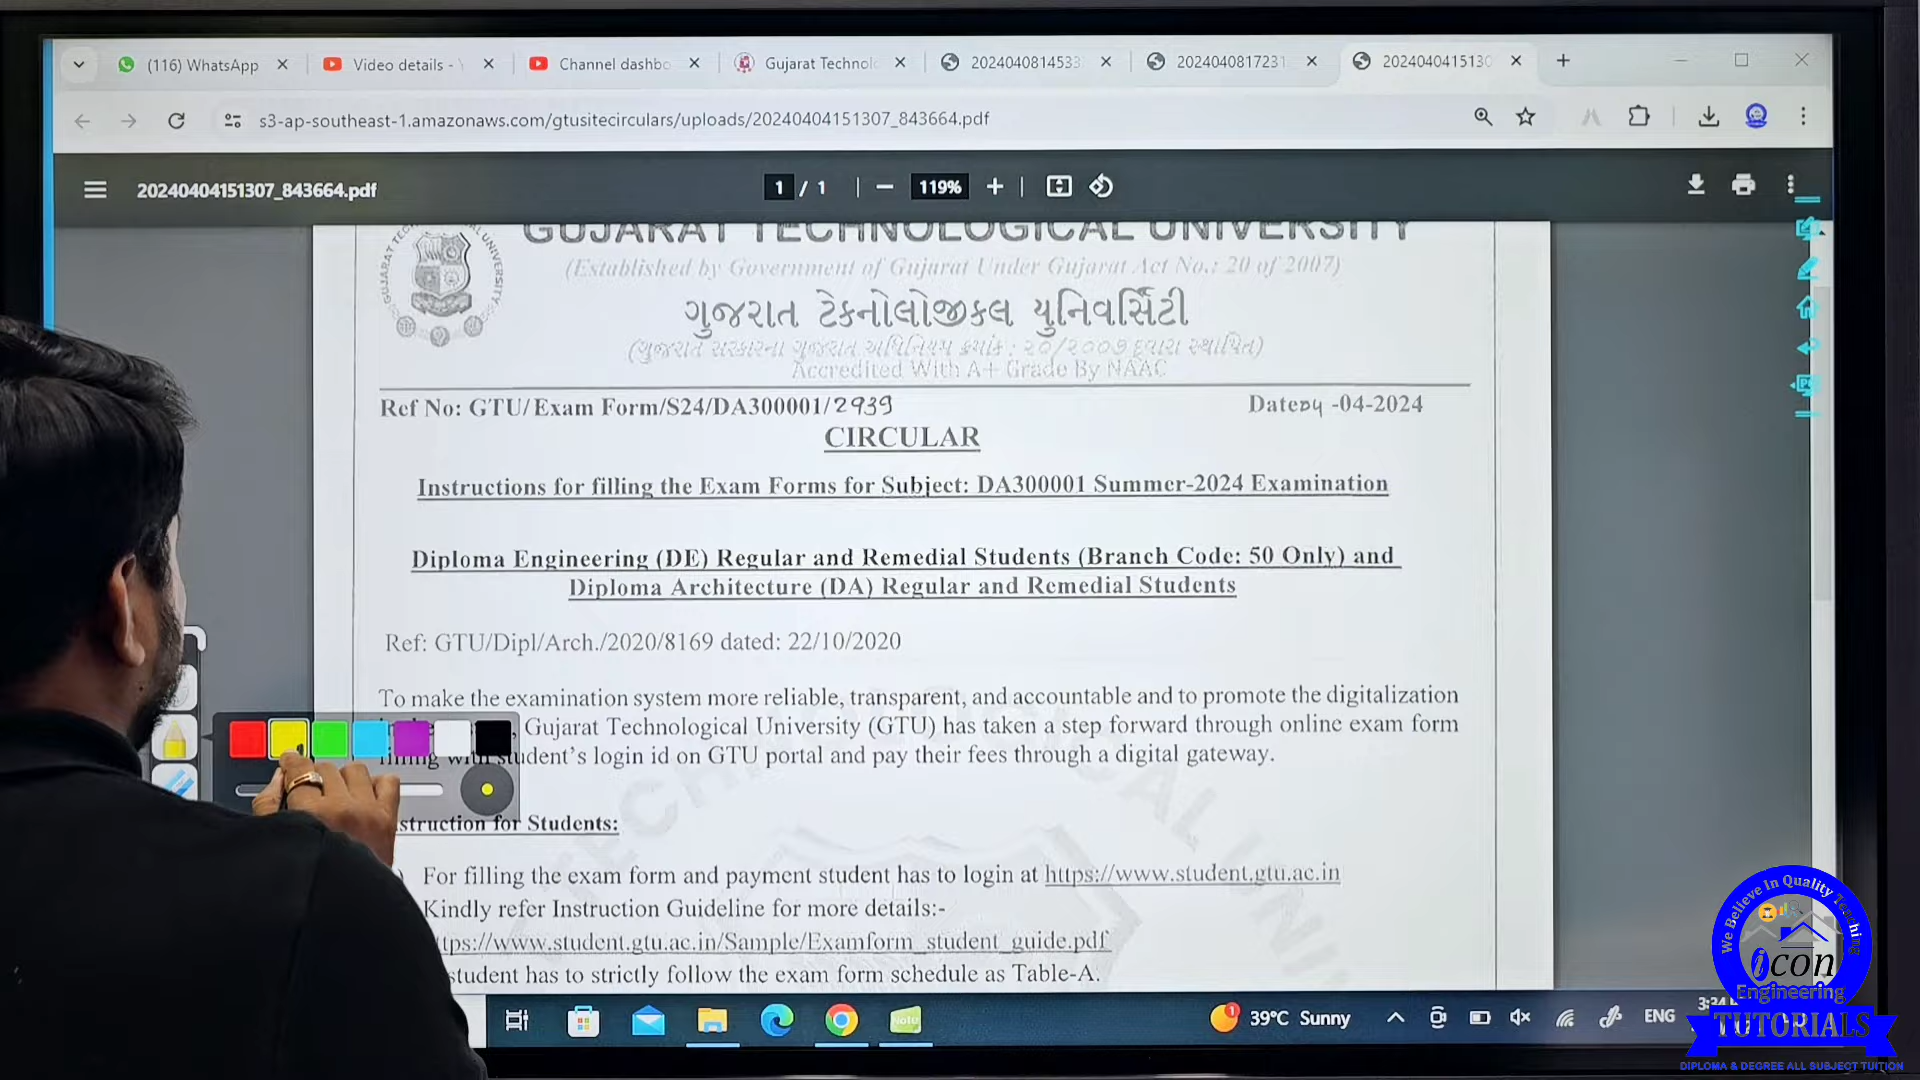 (116) WhatsApp
Video details -
Channel dashbo
Gujarat Technol
2024040814533
2024040817231
2024040415130
s3-ap-southeast-1.amazonaws.com/gtusitecirculars/uploads/20240404151307_843664.pdf
20240404151307_843664.pdf
1 / 1
119%
GUJARAT TECHNOLOGICAL UNIVERSITY
(Established by Government of Gujarat Under Gujarat Act No.: 20 of 2007)
ગુજરાત ટેકનોલોજીકલ યુનિવર્સિટી
(ગુજરાત સરકારના ગુજરાત અધિનિયમ ક્રમાંક : ૨૦/૨૦૦૭ દ્વારા સ્થાપિત)
Accredited With A+ Grade By NAAC
Ref No: GTU/Exam Form/S24/DA300001/2939
Date:04 -04-2024
CIRCULAR
Instructions for filling the Exam Forms for Subject: DA300001 Summer-2024 Examination
Diploma Engineering (DE) Regular and Remedial Students (Branch Code: 50 Only) and
Diploma Architecture (DA) Regular and Remedial Students
Ref: GTU/Dipl/Arch./2020/8169 dated: 22/10/2020
To make the examination system more reliable, transparent, and accountable and to promote the digitalization
Gujarat Technological University (GTU) has taken a step forward through online exam form
filling with student's login id on GTU portal and pay their fees through a digital gateway.
struction for Students:
For filling the exam form and payment student has to login at https://www.student.gtu.ac.in
Kindly refer Instruction Guideline for more details:-
tps://www.student.gtu.ac.in/Sample/Examform_student_guide.pdf
student has to strictly follow the exam form schedule as Table-A.
39°C Sunny
ENG
3:34
We Believe In Quality Teaching
icon
Engineering
TUTORIALS
DIPLOMA & DEGREE ALL SUBJECT TUITION